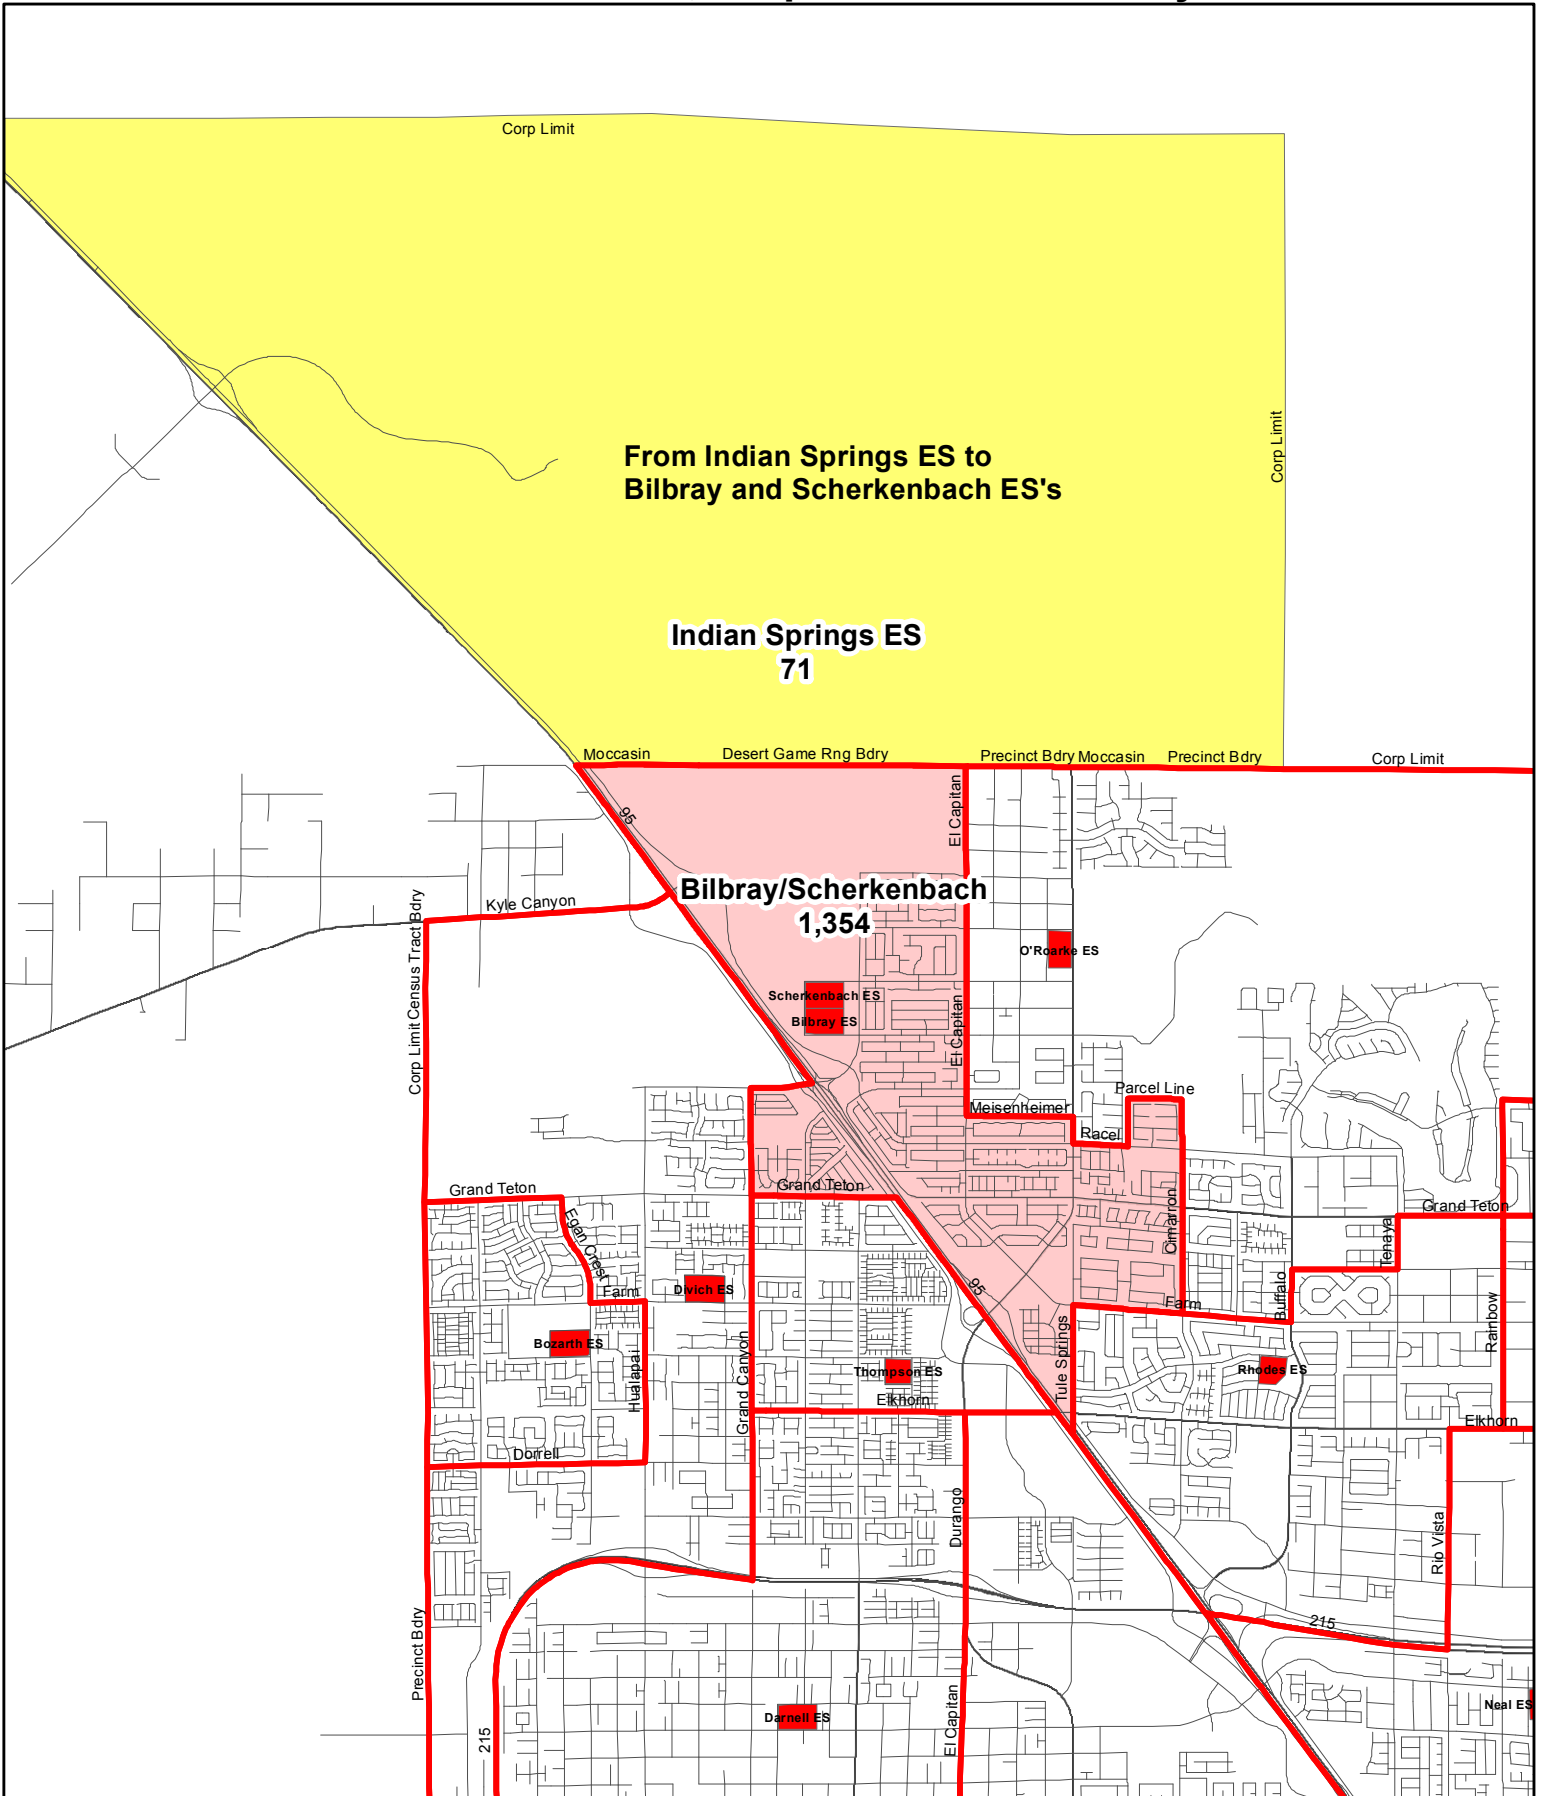 Corp Limit
Corp Limit
From Indian Springs ES to
Bilbray and Scherkenbach ES's
Indian Springs ES
71
Moccasin
Desert Game Rng Bdry
Precinct Bdry
Moccasin
Precinct Bdry
Corp Limit
95
El Capitan
Bilbray/Scherkenbach
1,354
Kyle Canyon
Corp Limit
Census Tract Bdry
O'Roarke ES
Scherkenbach ES
Bilbray ES
El Capitan
Parcel Line
Meisenheimer
Racel
Grand Teton
Grand Teton
Grand Teton
Egan Crest
Cimarron
Tenaya
Farm
Divich ES
95
Farm
Buffalo
Rainbow
Bozarth ES
Hualapai
Grand Canyon
Thompson ES
Elkhorn
Tule Springs
Rhodes ES
Elkhorn
Dorrell
Durango
Rio Vista
Precinct Bdry
215
215
Darnell ES
El Capitan
Neal ES